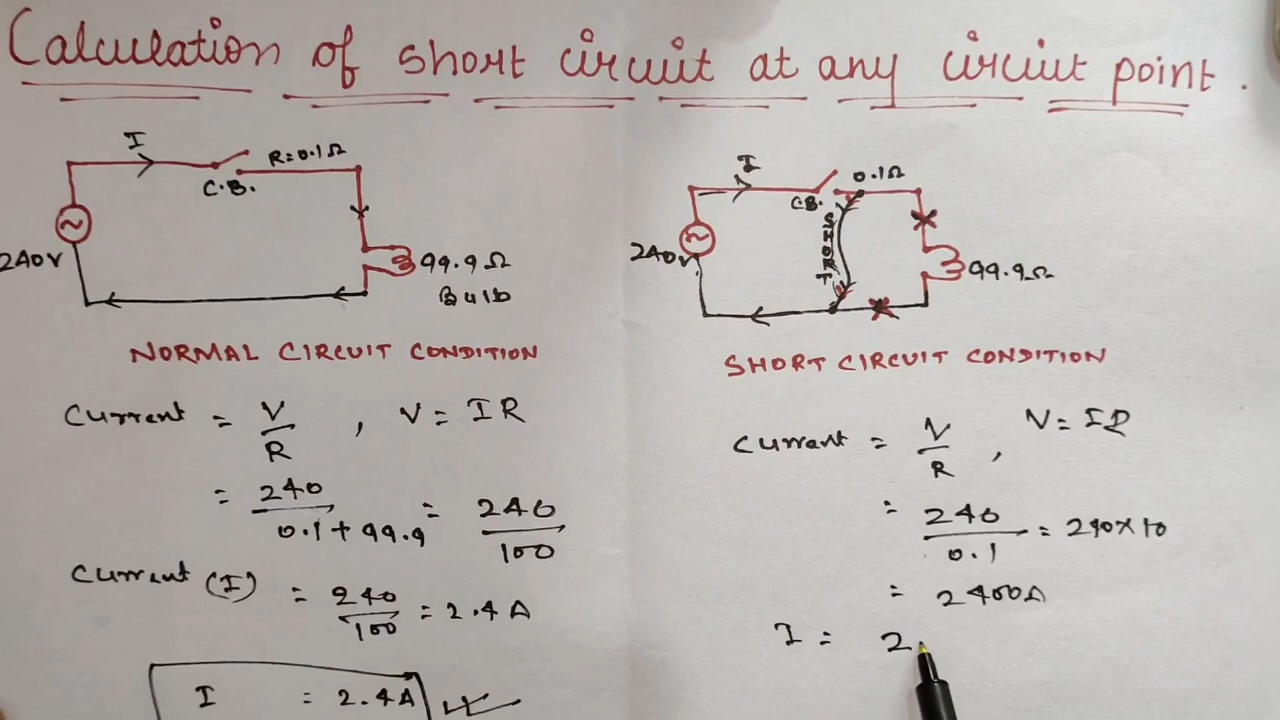 Calculation of short circuit at any circuit point.
I
R=0.1Ω
C.B.
240V
99.9Ω
Bulb
NORMAL CIRCUIT CONDITION
Current = V/R , V = IR
= 240/0.1+99.9 = 240/100
Current (I) = 240/100 = 2.4 A
I = 2.4A
I
0.1Ω
CB.
SHORT
240V
99.9Ω
SHORT CIRCUIT CONDITION
Current = V/R , V = IR
= 240/0.1 = 240×10
= 2400A
I = 2